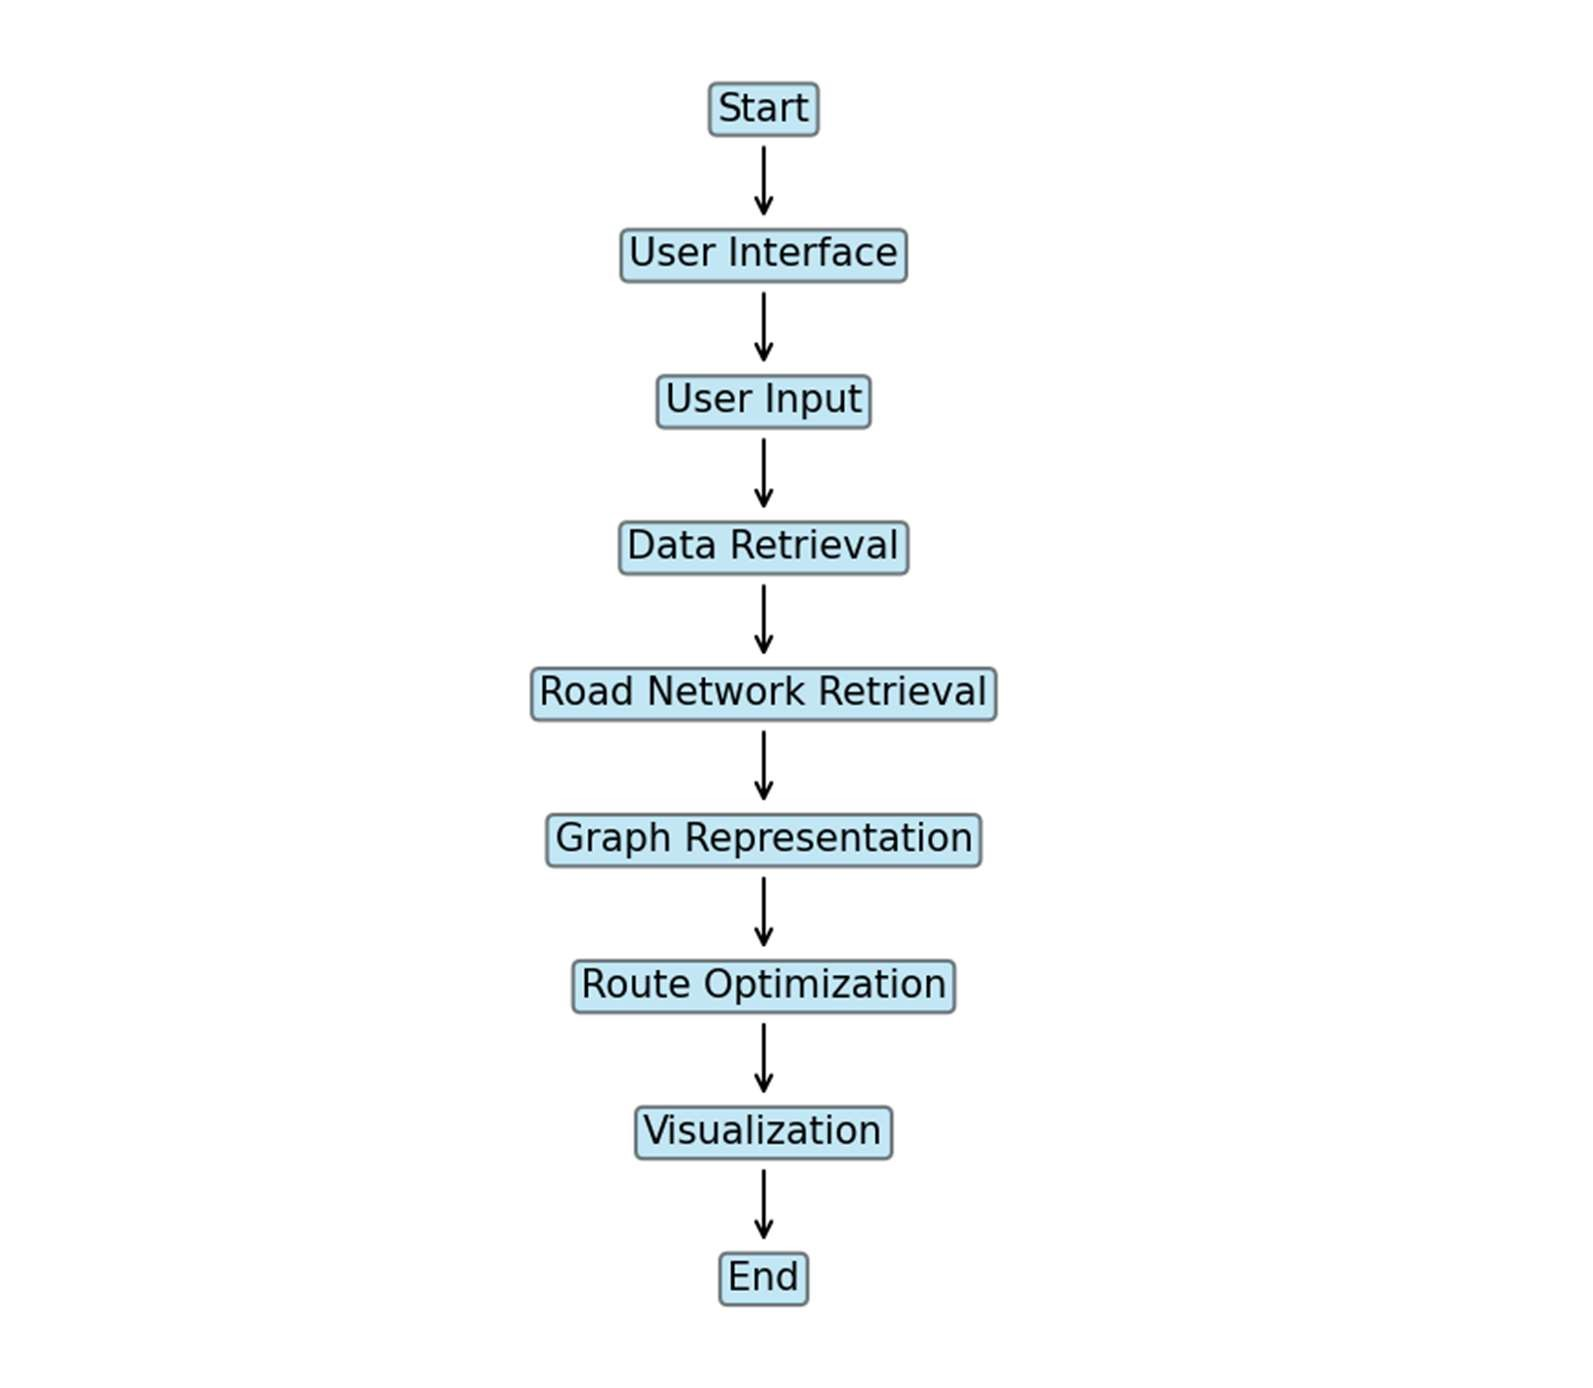 Start
User Interface
User Input
Data Retrieval
Road Network Retrieval
Graph Representation
Route Optimization
Visualization
End